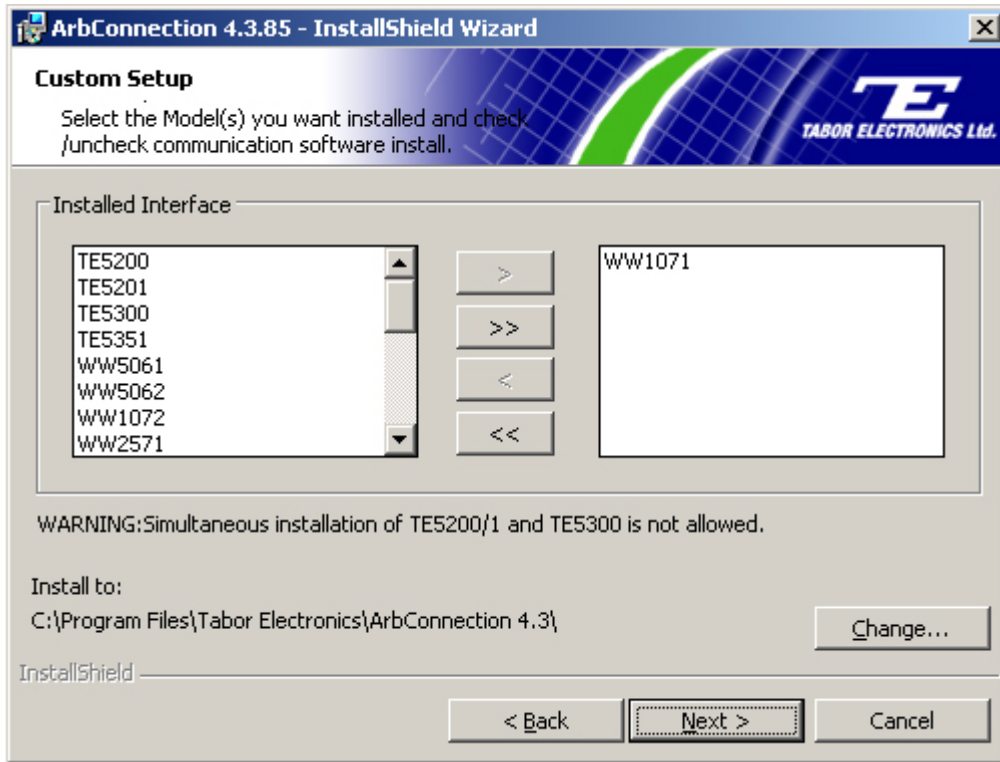 ArbConnection 4.3.85 - InstallShield Wizard
Custom Setup
Select the Model(s) you want installed and check
/uncheck communication software install.
TE
TABOR ELECTRONICS Ltd.
Installed Interface
TE5200
TE5201
TE5300
TE5351
WW5061
WW5062
WW1072
WW2571
>
>>
<
<<
WW1071
WARNING:Simultaneous installation of TE5200/1 and TE5300 is not allowed.
Install to:
C:\Program Files\Tabor Electronics\ArbConnection 4.3\
Change...
InstallShield
< Back
Next >
Cancel